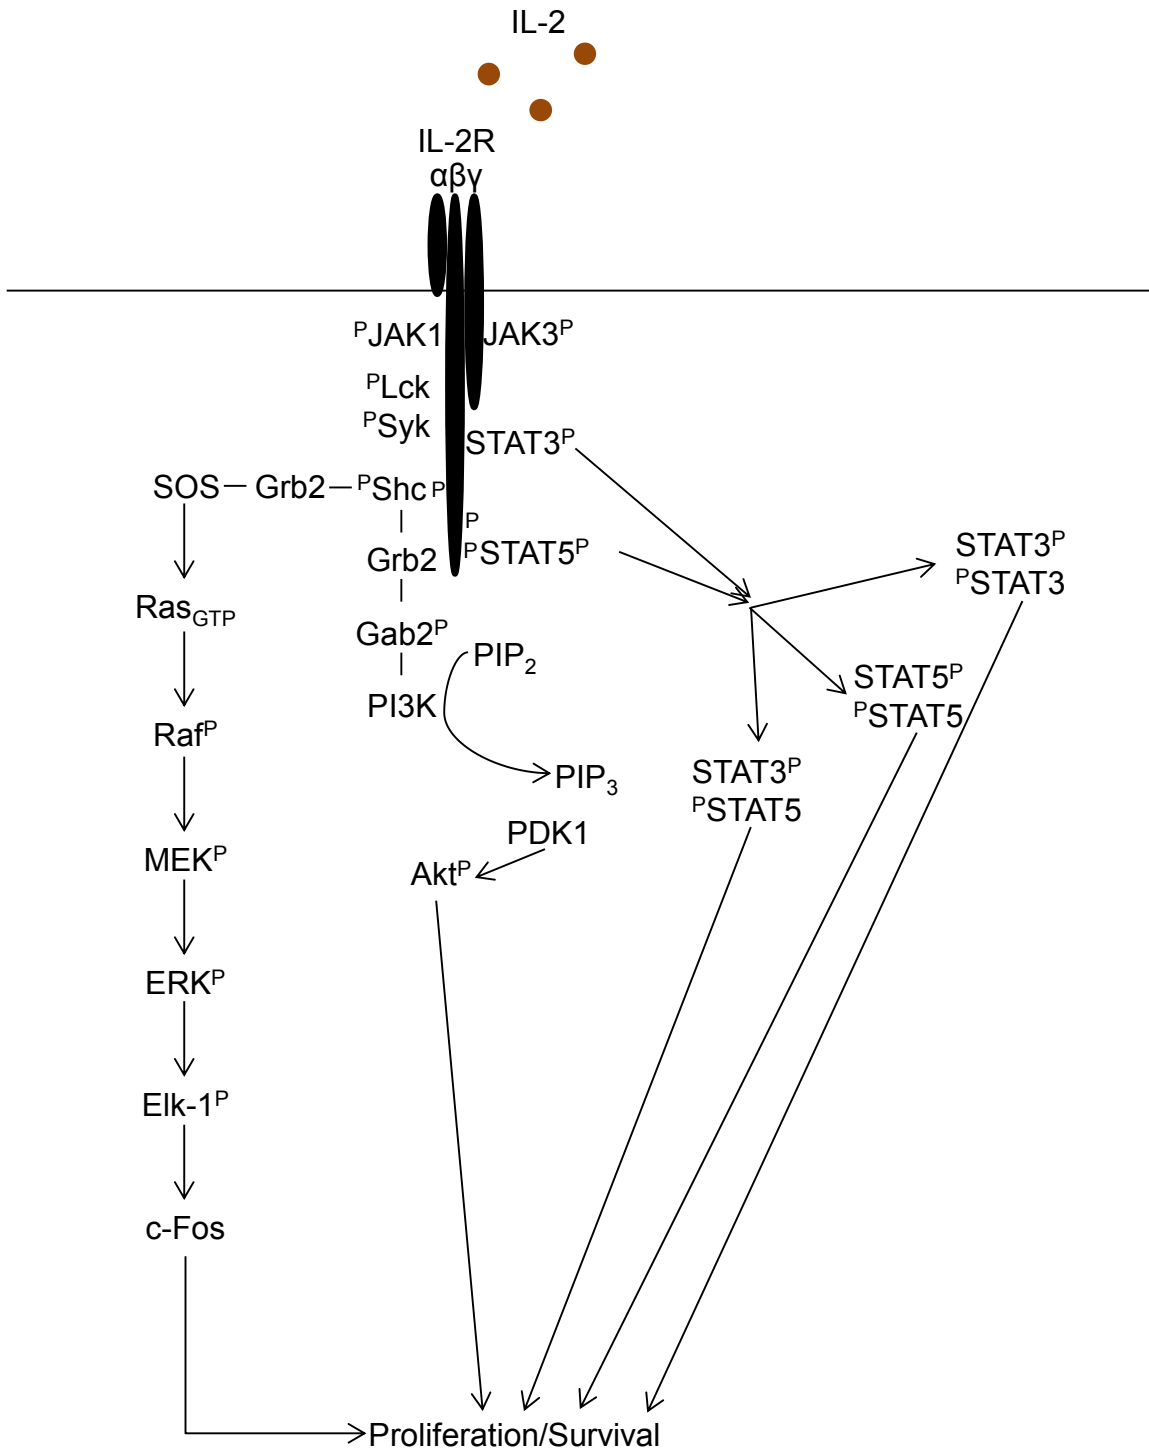 IL-2
IL-2R
αβγ
PJAK1 JAK3P
PLck
PSyk
STAT3P
SOS Grb2 PShc P
P
Grb2 PSTAT5P
STAT3P
PSTAT3
RasGTP
Gab2P
PIP2
STAT5P
PSTAT5
PI3K
RafP
STAT3P
PSTAT5
PIP3
PDK1
MEKP
AktP
ERKP
Elk-1P
c-Fos
Proliferation/Survival